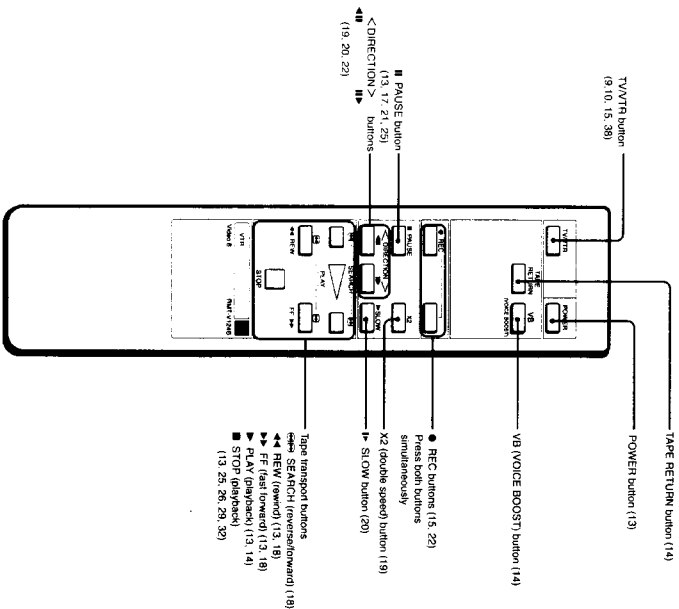 TAPE RETURN button (14)
TV/VTR button
(9,10, 15, 38)
POWER button (13)
VB (VOICE BOOST) button (14)
II PAUSE button
(13, 17, 21, 25)
<DIRECTION>
◀II II▶ buttons
(19, 20, 22)
● REC buttons (15, 22)
Press both buttons
simultaneously
X2 (double speed) button (19)
I▶ SLOW button (20)
Tape transport buttons
SEARCH (reverse/forward) (18)
◀◀ REW (rewind) (13, 18)
▶▶ FF (fast forward) (13, 18)
▶ PLAY (playback) (13, 14)
■ STOP (playback)
(13, 25, 26, 29, 32)
TV/VTR
POWER
TAPE
RETURN
VB
(VOICE BOOST)
● REC
II PAUSE
X2
<DIRECTION>
◀II II▶
I▶ SLOW
SEARCH
PLAY
◀◀ REW
FF ▶▶
STOP
VTR
Video 8